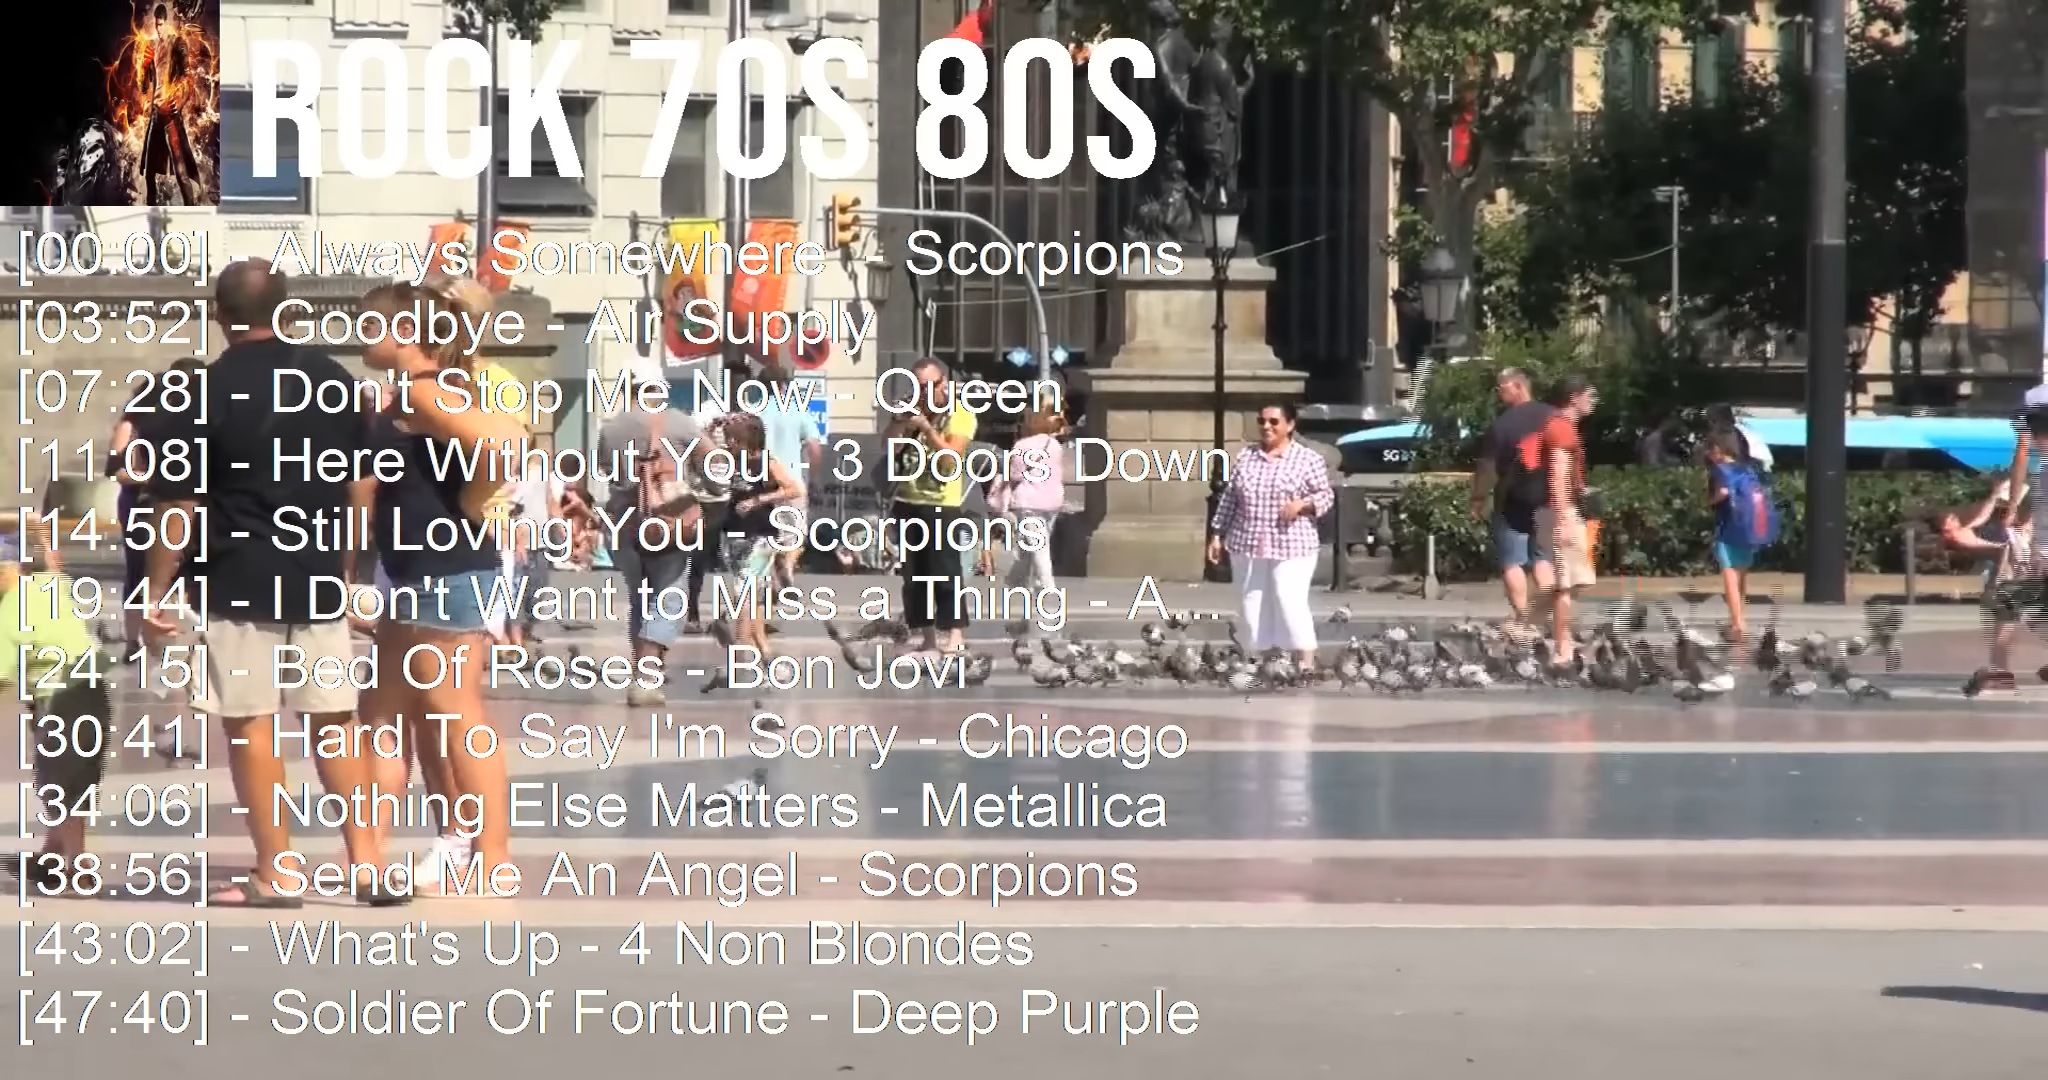 ROCK 70S 80S
[00:00] - Always Somewhere - Scorpions
[03:52] - Goodbye - Air Supply
[07:28] - Don't Stop Me Now - Queen
[11:08] - Here Without You - 3 Doors Down
[14:50] - Still Loving You - Scorpions
[19:44] - I Don't Want to Miss a Thing - A...
[24:15] - Bed Of Roses - Bon Jovi
[30:41] - Hard To Say I'm Sorry - Chicago
[34:06] - Nothing Else Matters - Metallica
[38:56] - Send Me An Angel - Scorpions
[43:02] - What's Up - 4 Non Blondes
[47:40] - Soldier Of Fortune - Deep Purple